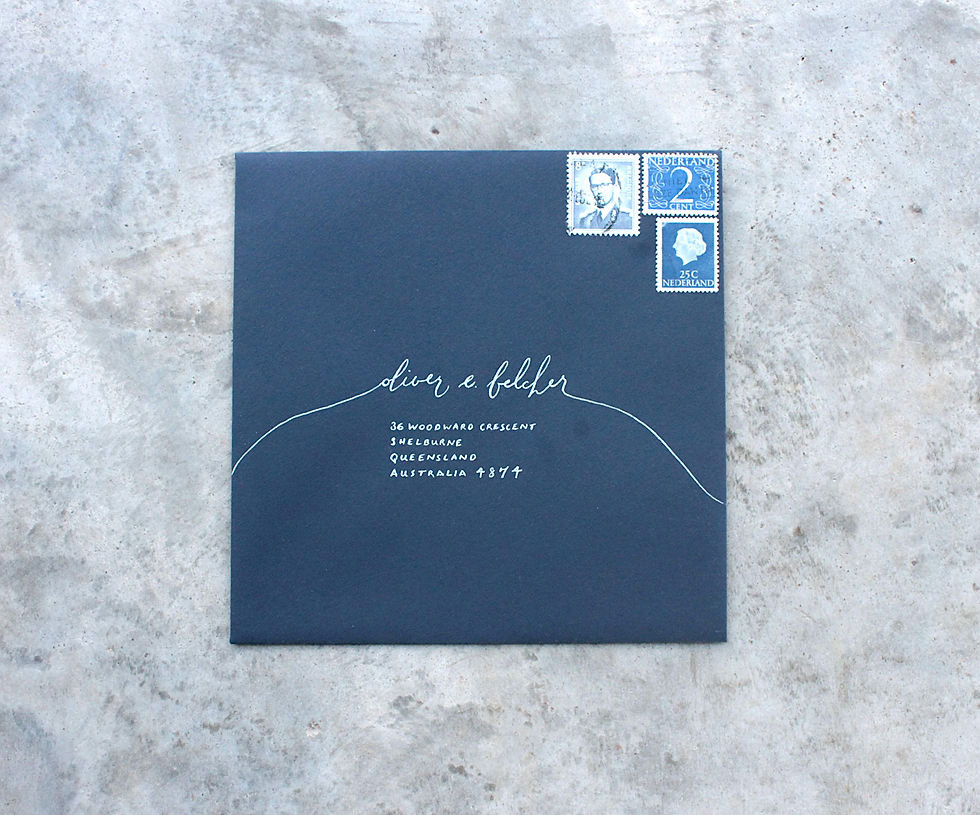 NEDERLAND
2
CENT
25C
NEDERLAND
oliver e. belcher
36 WOODWARD CRESCENT
SHELBURNE
QUEENSLAND
AUSTRALIA 4874